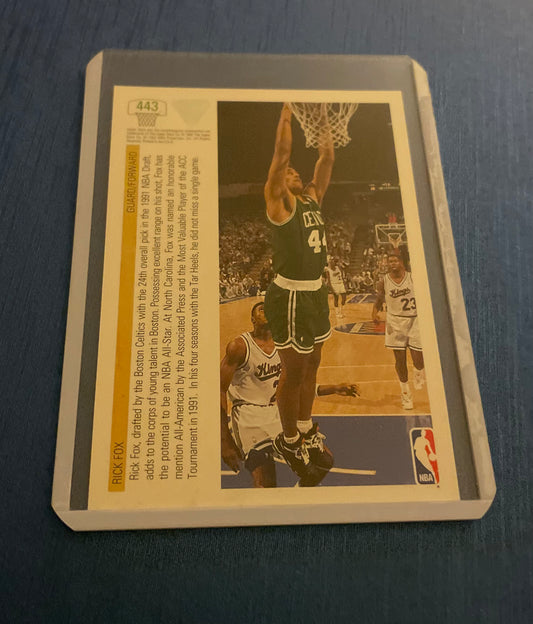 443
RICK FOX GUARD/FORWARD
Rick Fox, drafted by the Boston Celtics with the 24th overall pick in the 1991 NBA Draft,
adds to the corps of young talent in Boston. Possessing excellent range on his shot, Fox has
the potential to be an NBA All-Star. At North Carolina, Fox was named an honorable
mention All-American by the Associated Press and the Most Valuable Player of the ACC
Tournament in 1991. In his four seasons with the Tar Heels, he did not miss a single game.
44
Kings
23
Kings
NBA